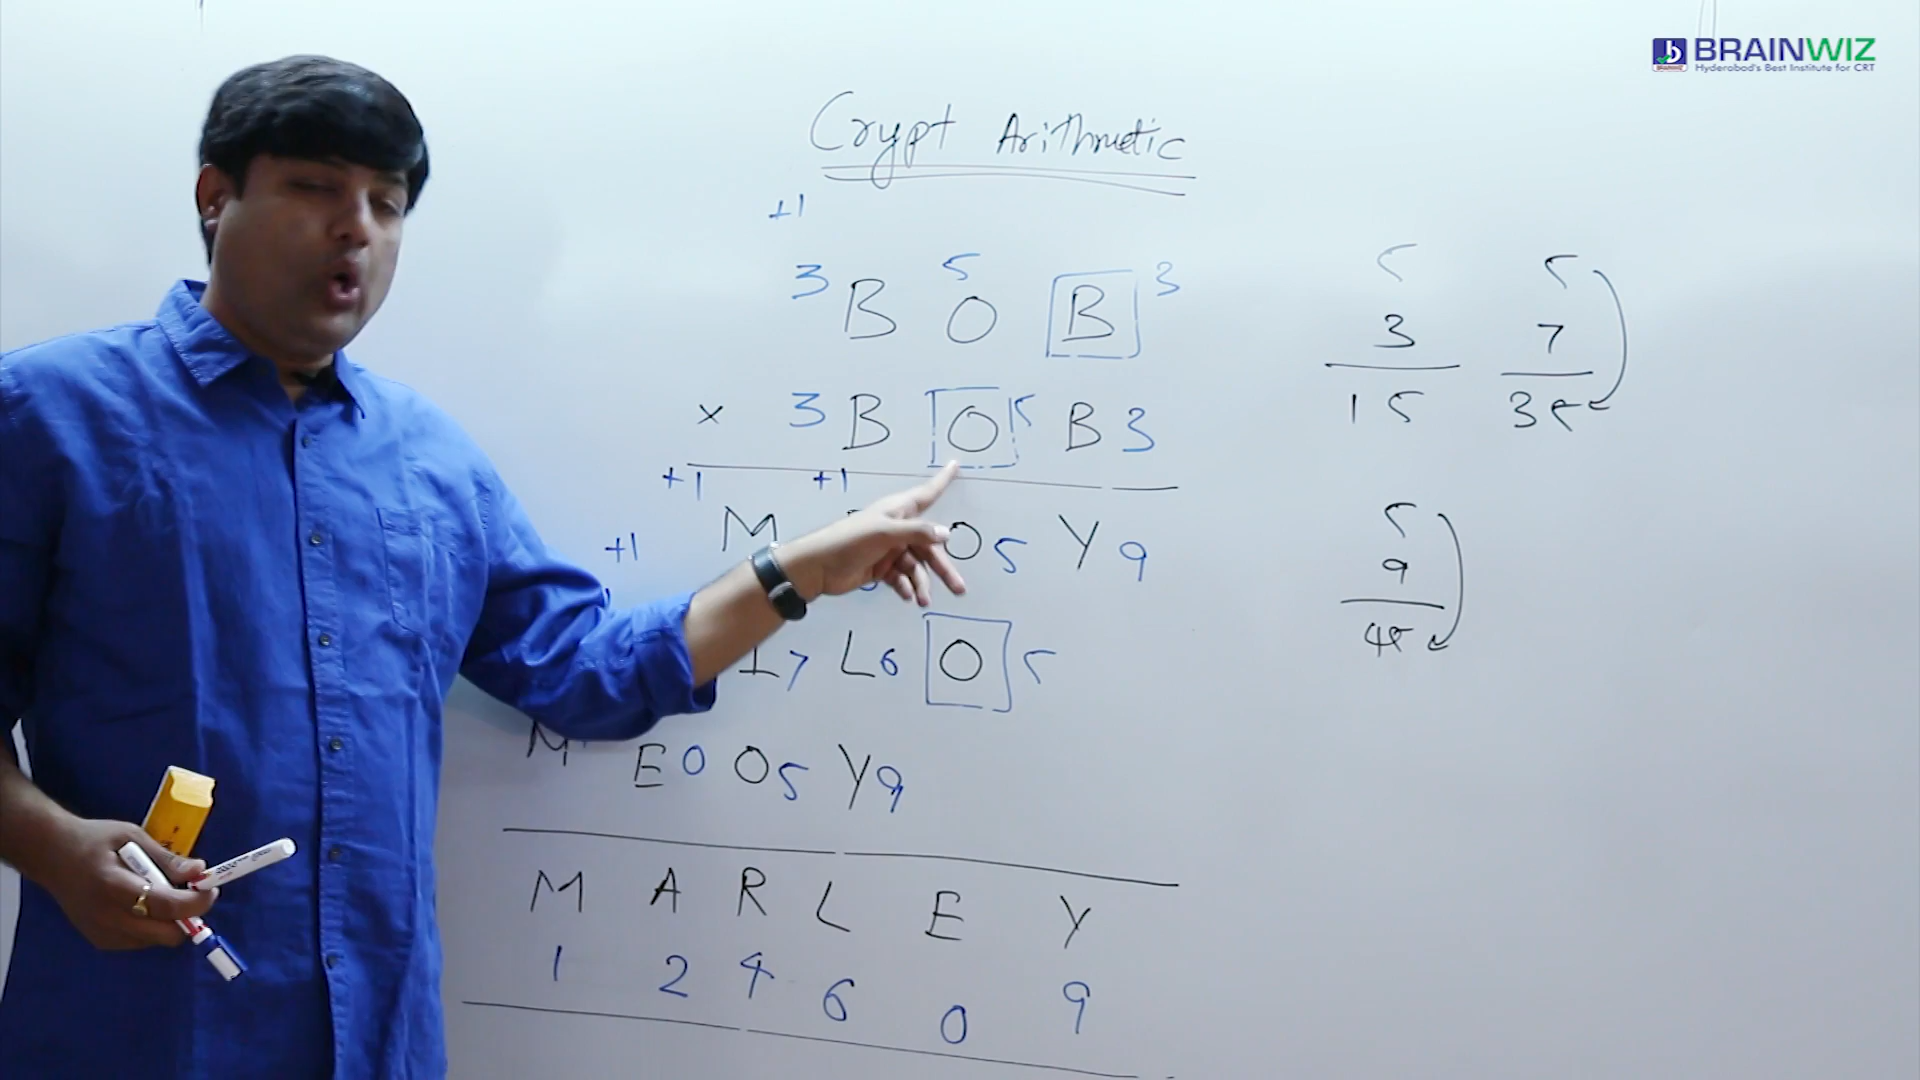 BRAINWIZ
Hyderabad's Best Institute for CRT
Crypt Arithmetic
+1
3 B 5 O B 3
× 3 B O 5 B 3
+1 +1
M O 5 Y 9
+1
I 7 L 6 O 5
M E 0 O 5 Y 9
M A R L E Y
1 2 4 6 0 9
5
3
15
5
7
35
5
9
45